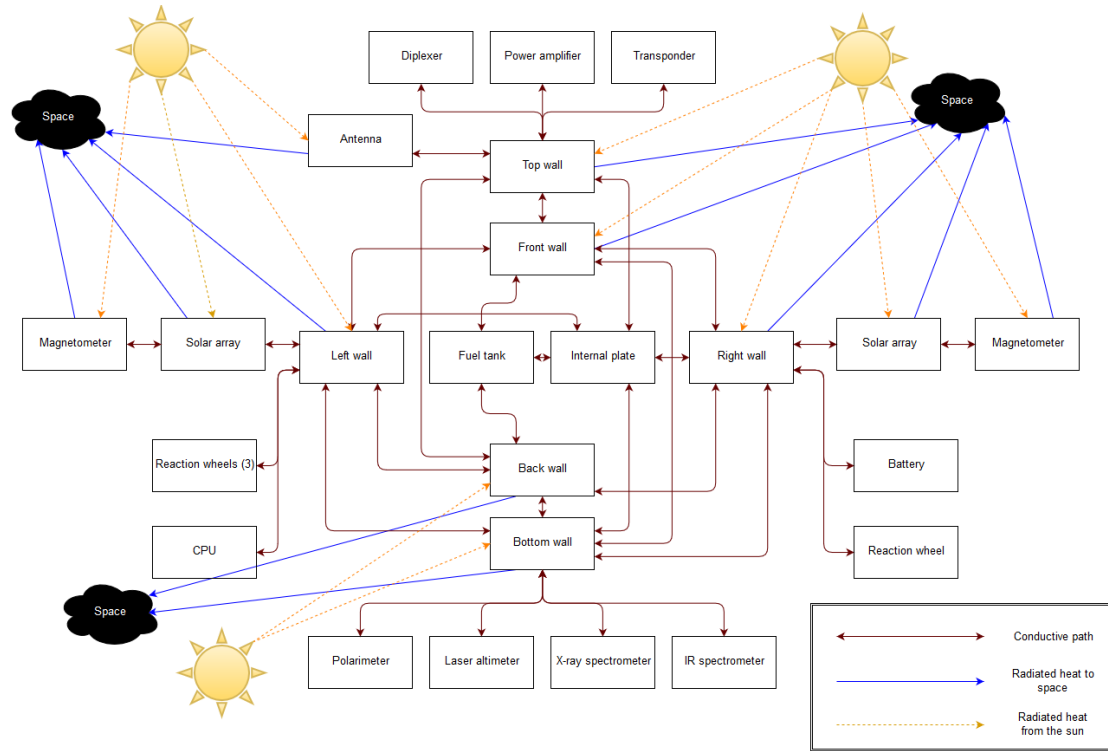 Diplexer
Power amplifier
Transponder
Space
Space
Antenna
Top wall
Front wall
Magnetometer
Solar array
Left wall
Fuel tank
Internal plate
Right wall
Solar array
Magnetometer
Reaction wheels (3)
Back wall
Battery
CPU
Bottom wall
Reaction wheel
Space
Polarimeter
Laser altimeter
X-ray spectrometer
IR spectrometer
Conductive path
Radiated heat to
space
Radiated heat
from the sun